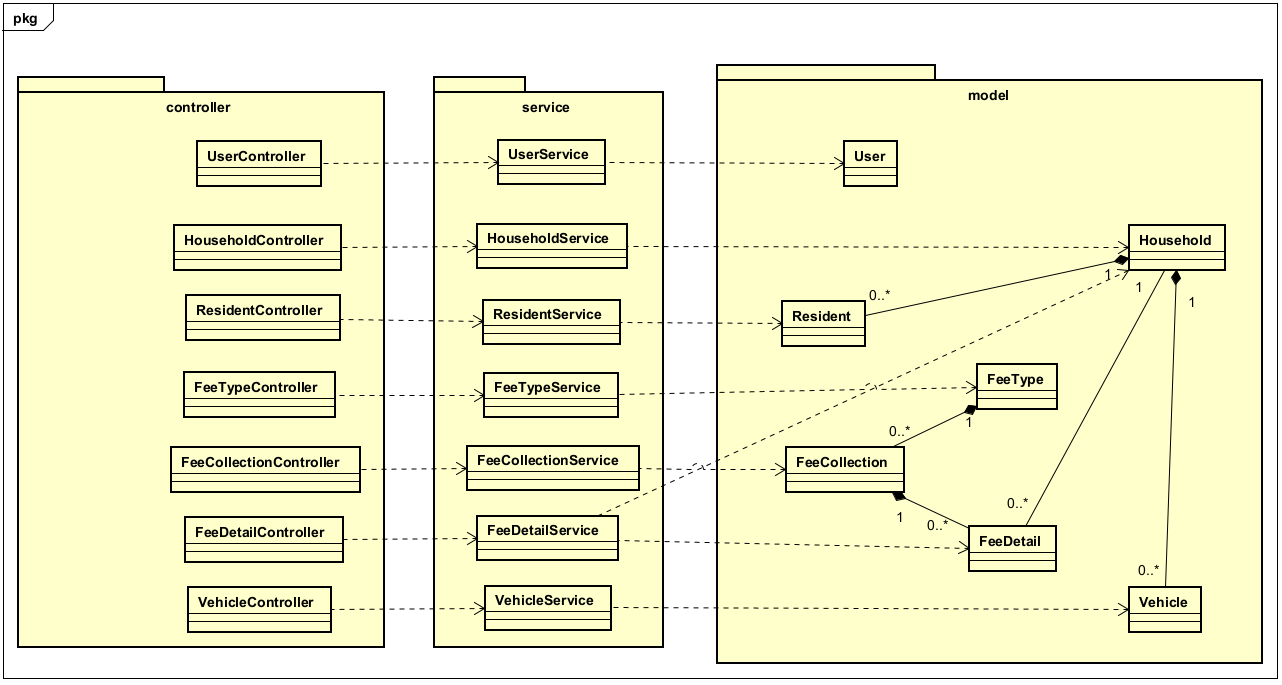 pkg
controller
service
model
UserController
UserService
User
HouseholdController
HouseholdService
Household
1
1
1
0..*
ResidentController
ResidentService
Resident
FeeTypeController
FeeTypeService
FeeType
1
0..*
FeeCollectionController
FeeCollectionService
FeeCollection
1
0..*
0..*
FeeDetailController
FeeDetailService
FeeDetail
0..*
VehicleController
VehicleService
Vehicle